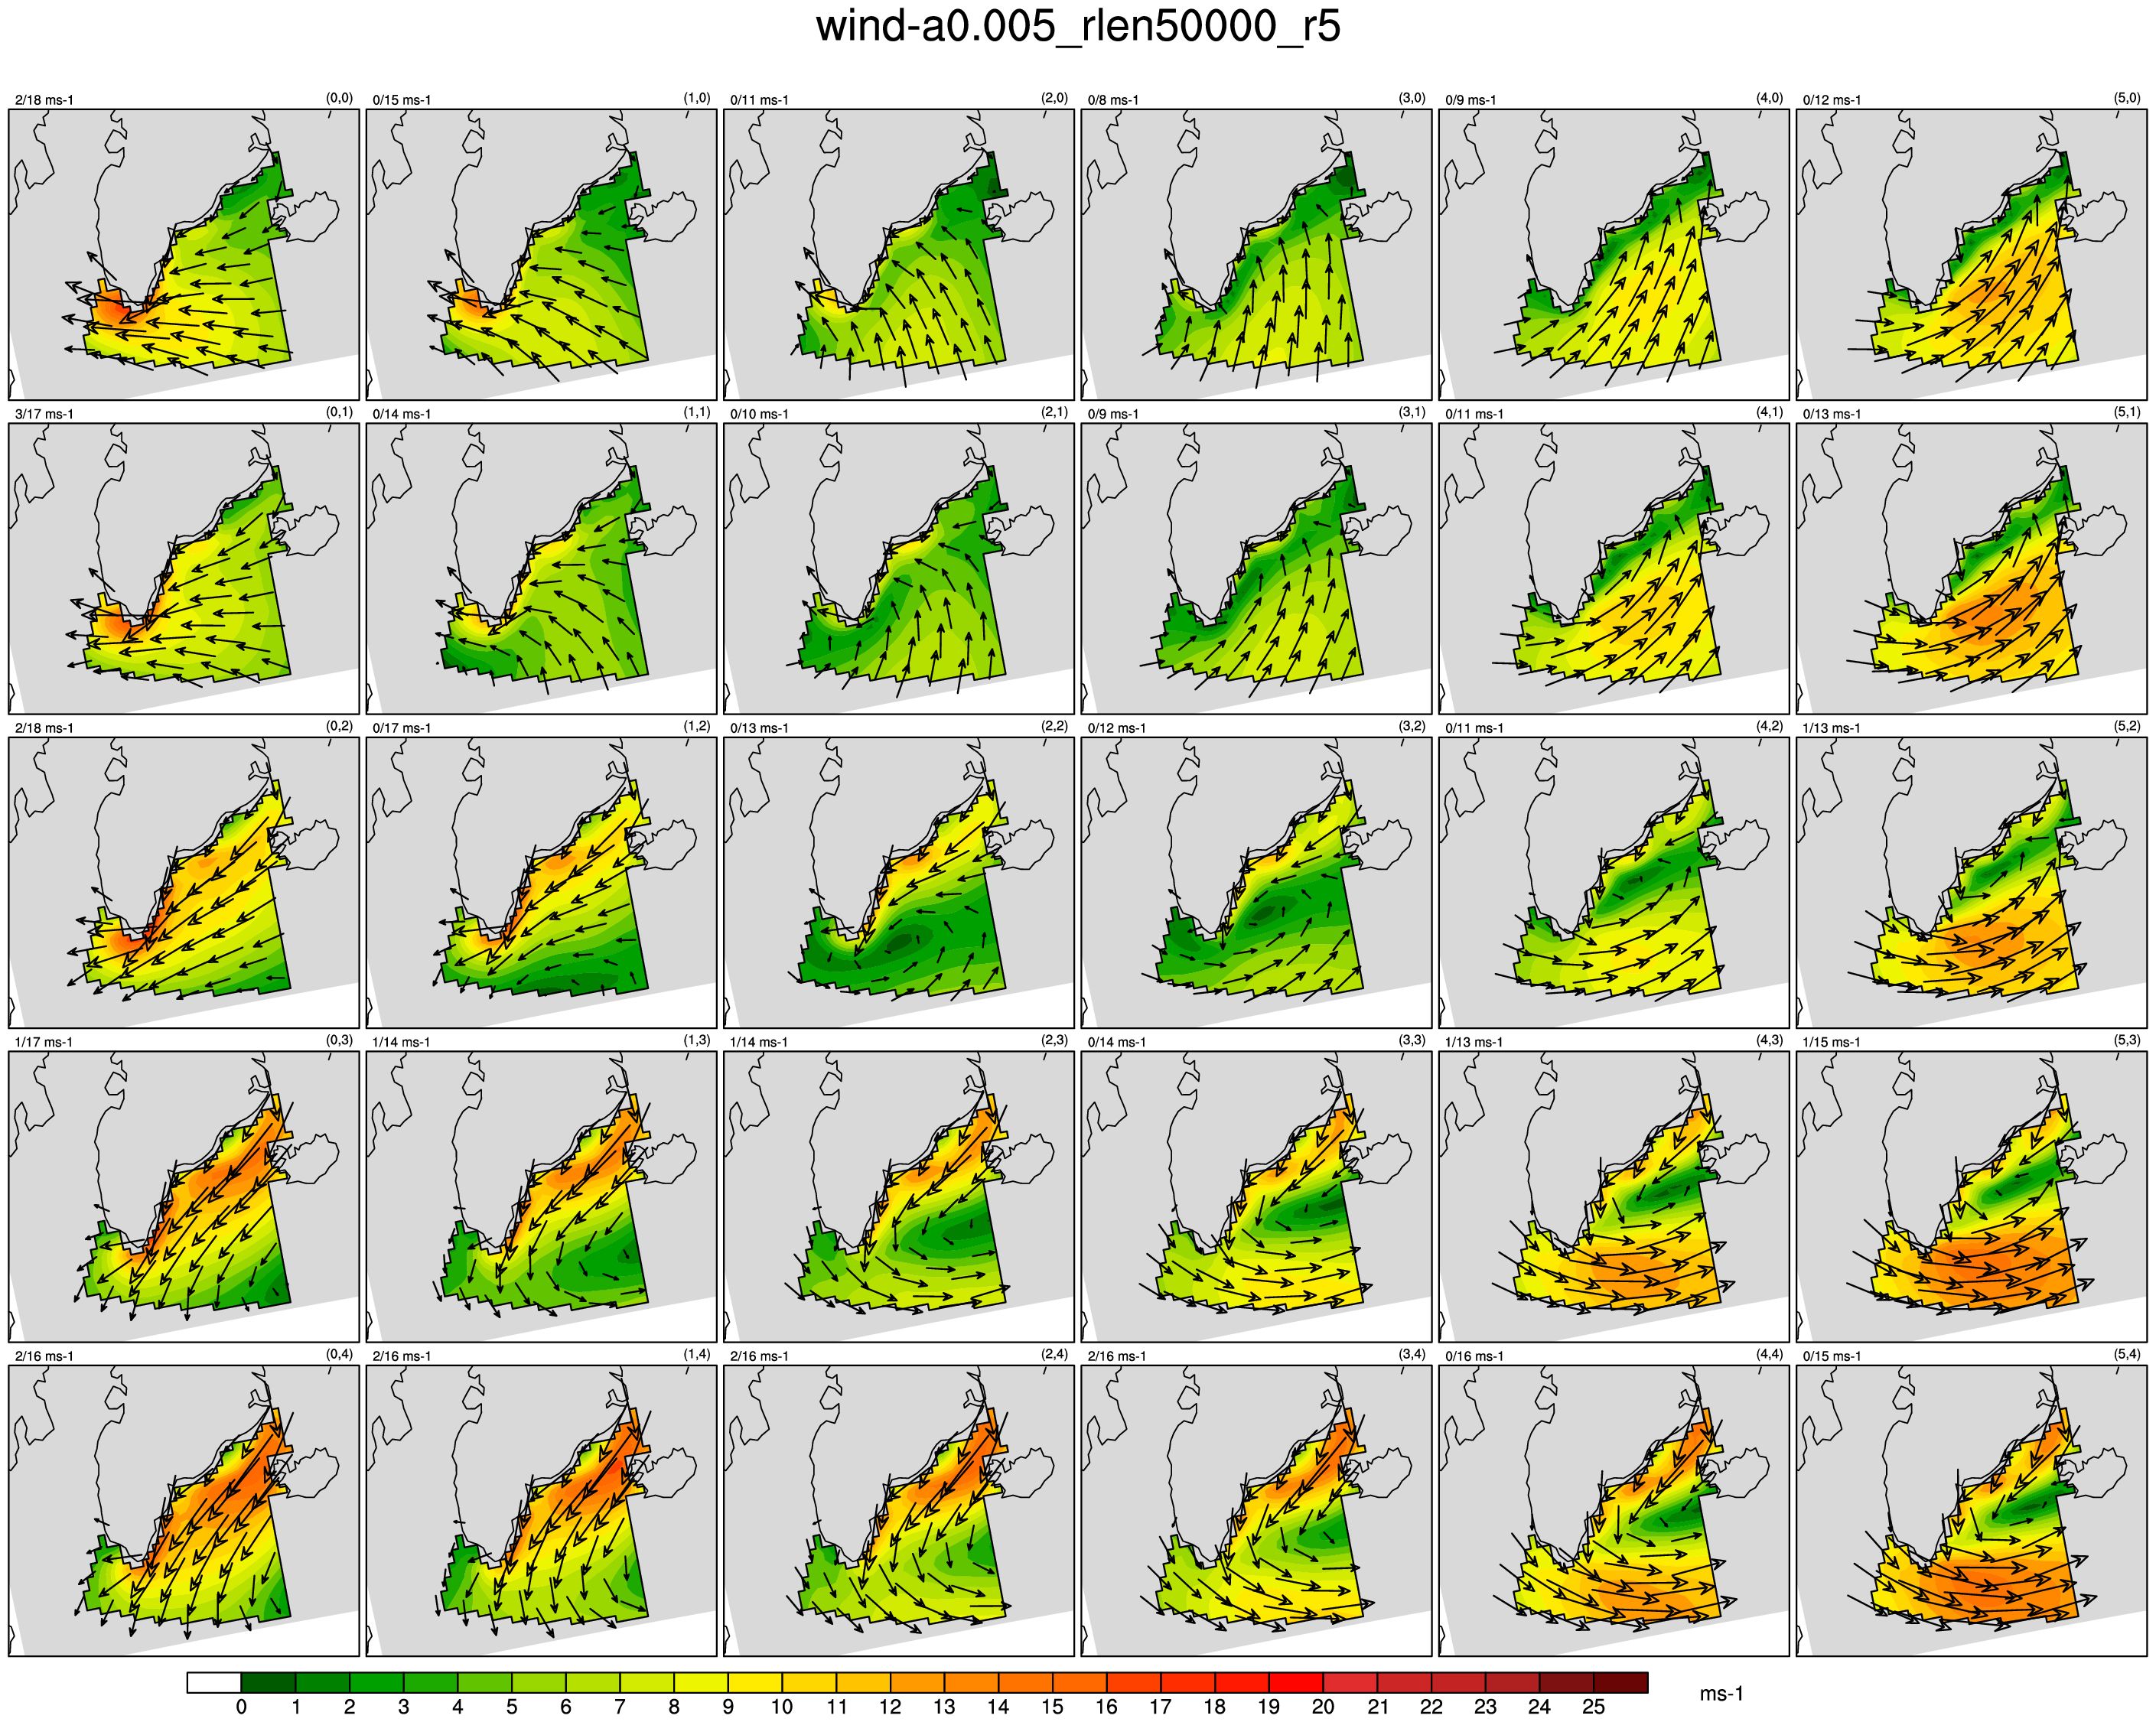 wind-a0.005_rlen50000_r5
2/18 ms-1 (0,0) 0/15 ms-1 (1,0) 0/11 ms-1 (2,0) 0/8 ms-1 (3,0) 0/9 ms-1 (4,0) 0/12 ms-1 (5,0)
3/17 ms-1 (0,1) 0/14 ms-1 (1,1) 0/10 ms-1 (2,1) 0/9 ms-1 (3,1) 0/11 ms-1 (4,1) 0/13 ms-1 (5,1)
2/18 ms-1 (0,2) 0/17 ms-1 (1,2) 0/13 ms-1 (2,2) 0/12 ms-1 (3,2) 0/11 ms-1 (4,2) 1/13 ms-1 (5,2)
1/17 ms-1 (0,3) 1/14 ms-1 (1,3) 1/14 ms-1 (2,3) 0/14 ms-1 (3,3) 1/13 ms-1 (4,3) 1/15 ms-1 (5,3)
2/16 ms-1 (0,4) 2/16 ms-1 (1,4) 2/16 ms-1 (2,4) 2/16 ms-1 (3,4) 0/16 ms-1 (4,4) 0/15 ms-1 (5,4)
0 1 2 3 4 5 6 7 8 9 10 11 12 13 14 15 16 17 18 19 20 21 22 23 24 25 ms-1